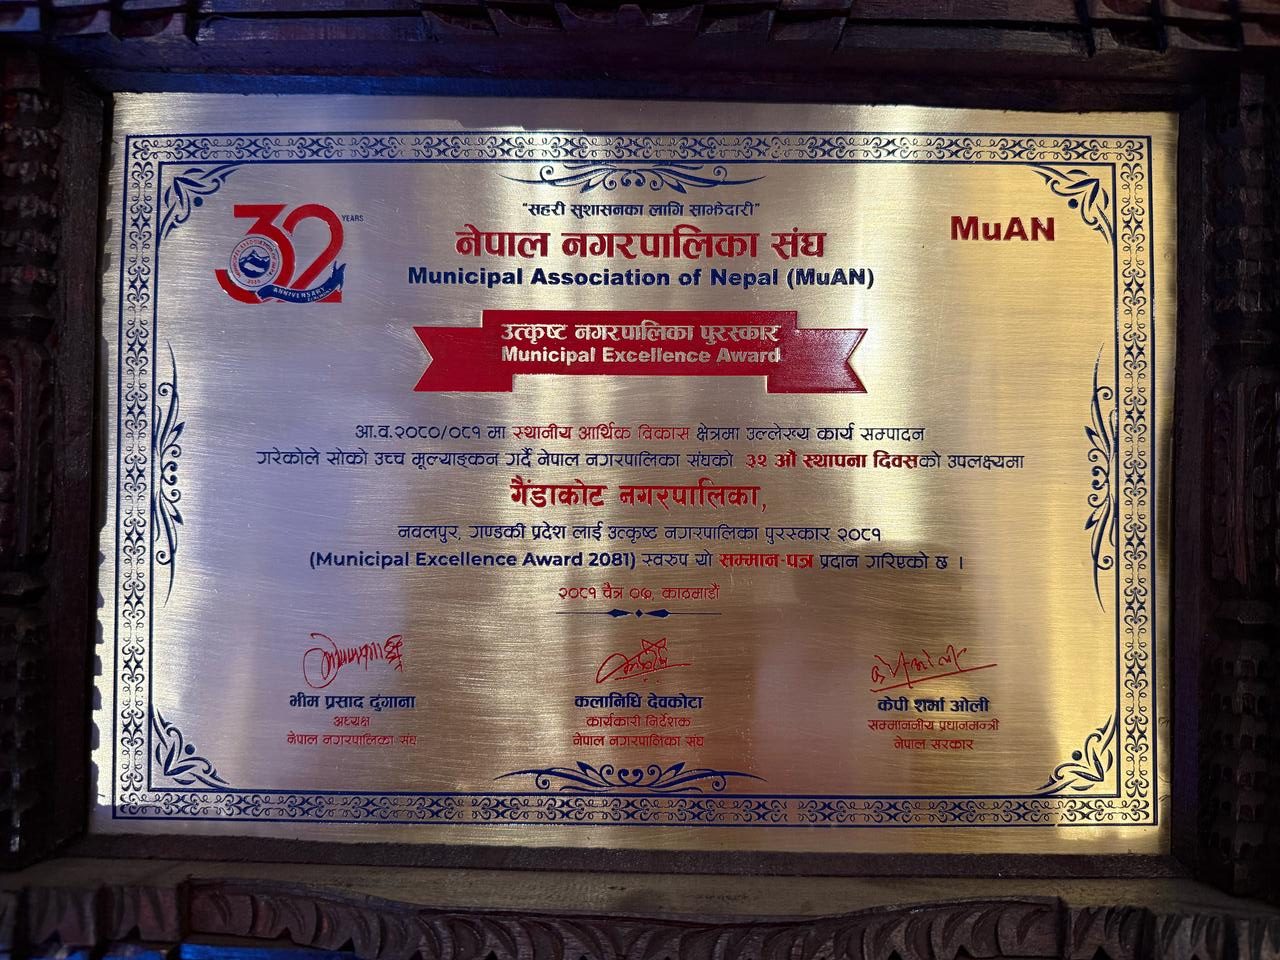 32 YEARS
ANNIVERSARY
"सहरी सुशासनका लागि साझेदारी"
नेपाल नगरपालिका संघ
Municipal Association of Nepal (MuAN)
MuAN
उत्कृष्ट नगरपालिका पुरस्कार
Municipal Excellence Award
आ.व.२०८०/०८१ मा स्थानीय आर्थिक विकास क्षेत्रमा उल्लेख्य कार्य सम्पादन
गरेकोले सोको उच्च मूल्याङ्कन गर्दै नेपाल नगरपालिका संघको ३२ औं स्थापना दिवसको उपलक्ष्यमा
गैंडाकोट नगरपालिका,
नवलपुर, गण्डकी प्रदेश लाई उत्कृष्ट नगरपालिका पुरस्कार २०८१
(Municipal Excellence Award 2081) स्वरुप यो सम्मान-पत्र प्रदान गरिएको छ ।
२०८१ चैत्र ०७, काठमाडौं
भीम प्रसाद दुंगाना
अध्यक्ष
नेपाल नगरपालिका संघ
कलानिधि देवकोटा
कार्यकारी निर्देशक
नेपाल नगरपालिका संघ
केपी शर्मा ओली
सम्माननीय प्रधानमन्त्री
नेपाल सरकार